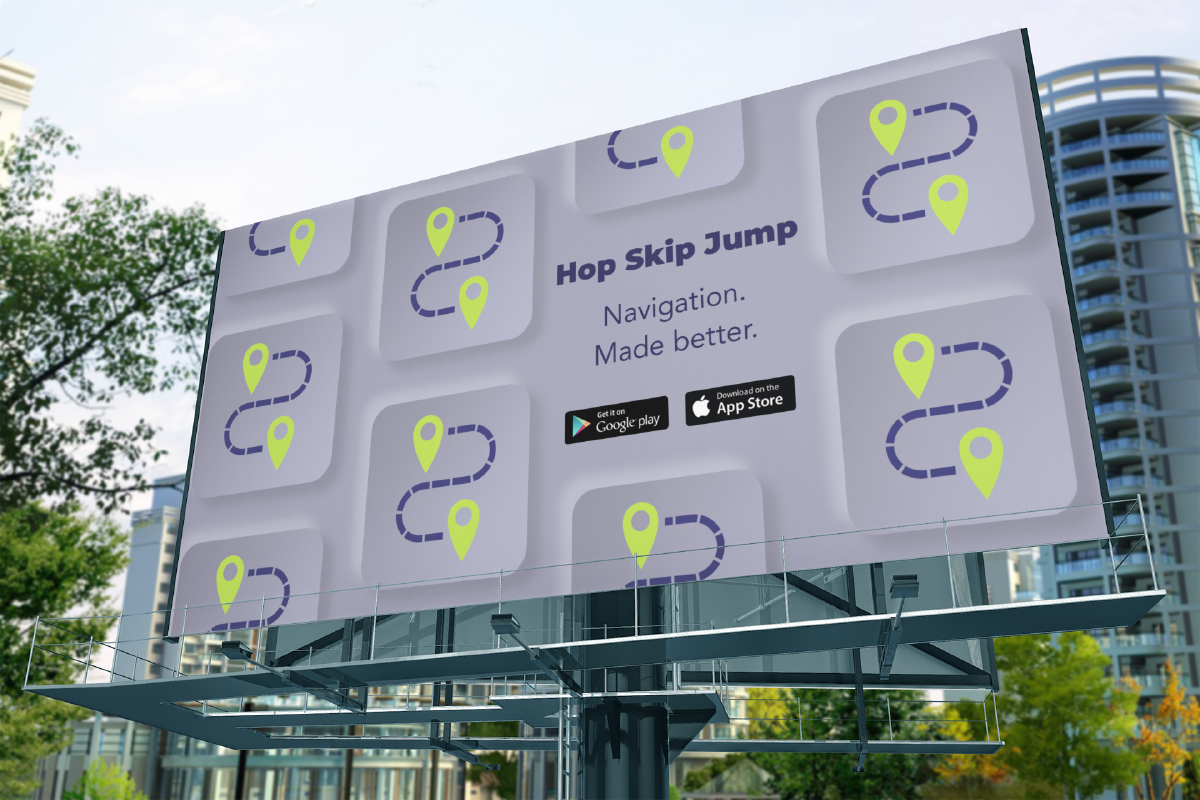 Hop Skip Jump
Navigation.
Made better.
Get it on
Google play
Download on the
App Store